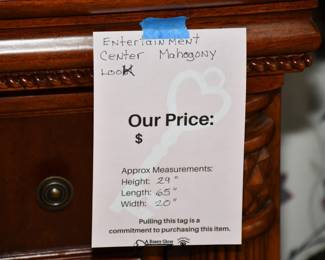 Entertainment
Center Mahogony
Look
Our Price:
$
Approx Measurements:
Height: 29"
Length: 65"
Width: 20"
Pulling this tag is a
commitment to purchasing this item.